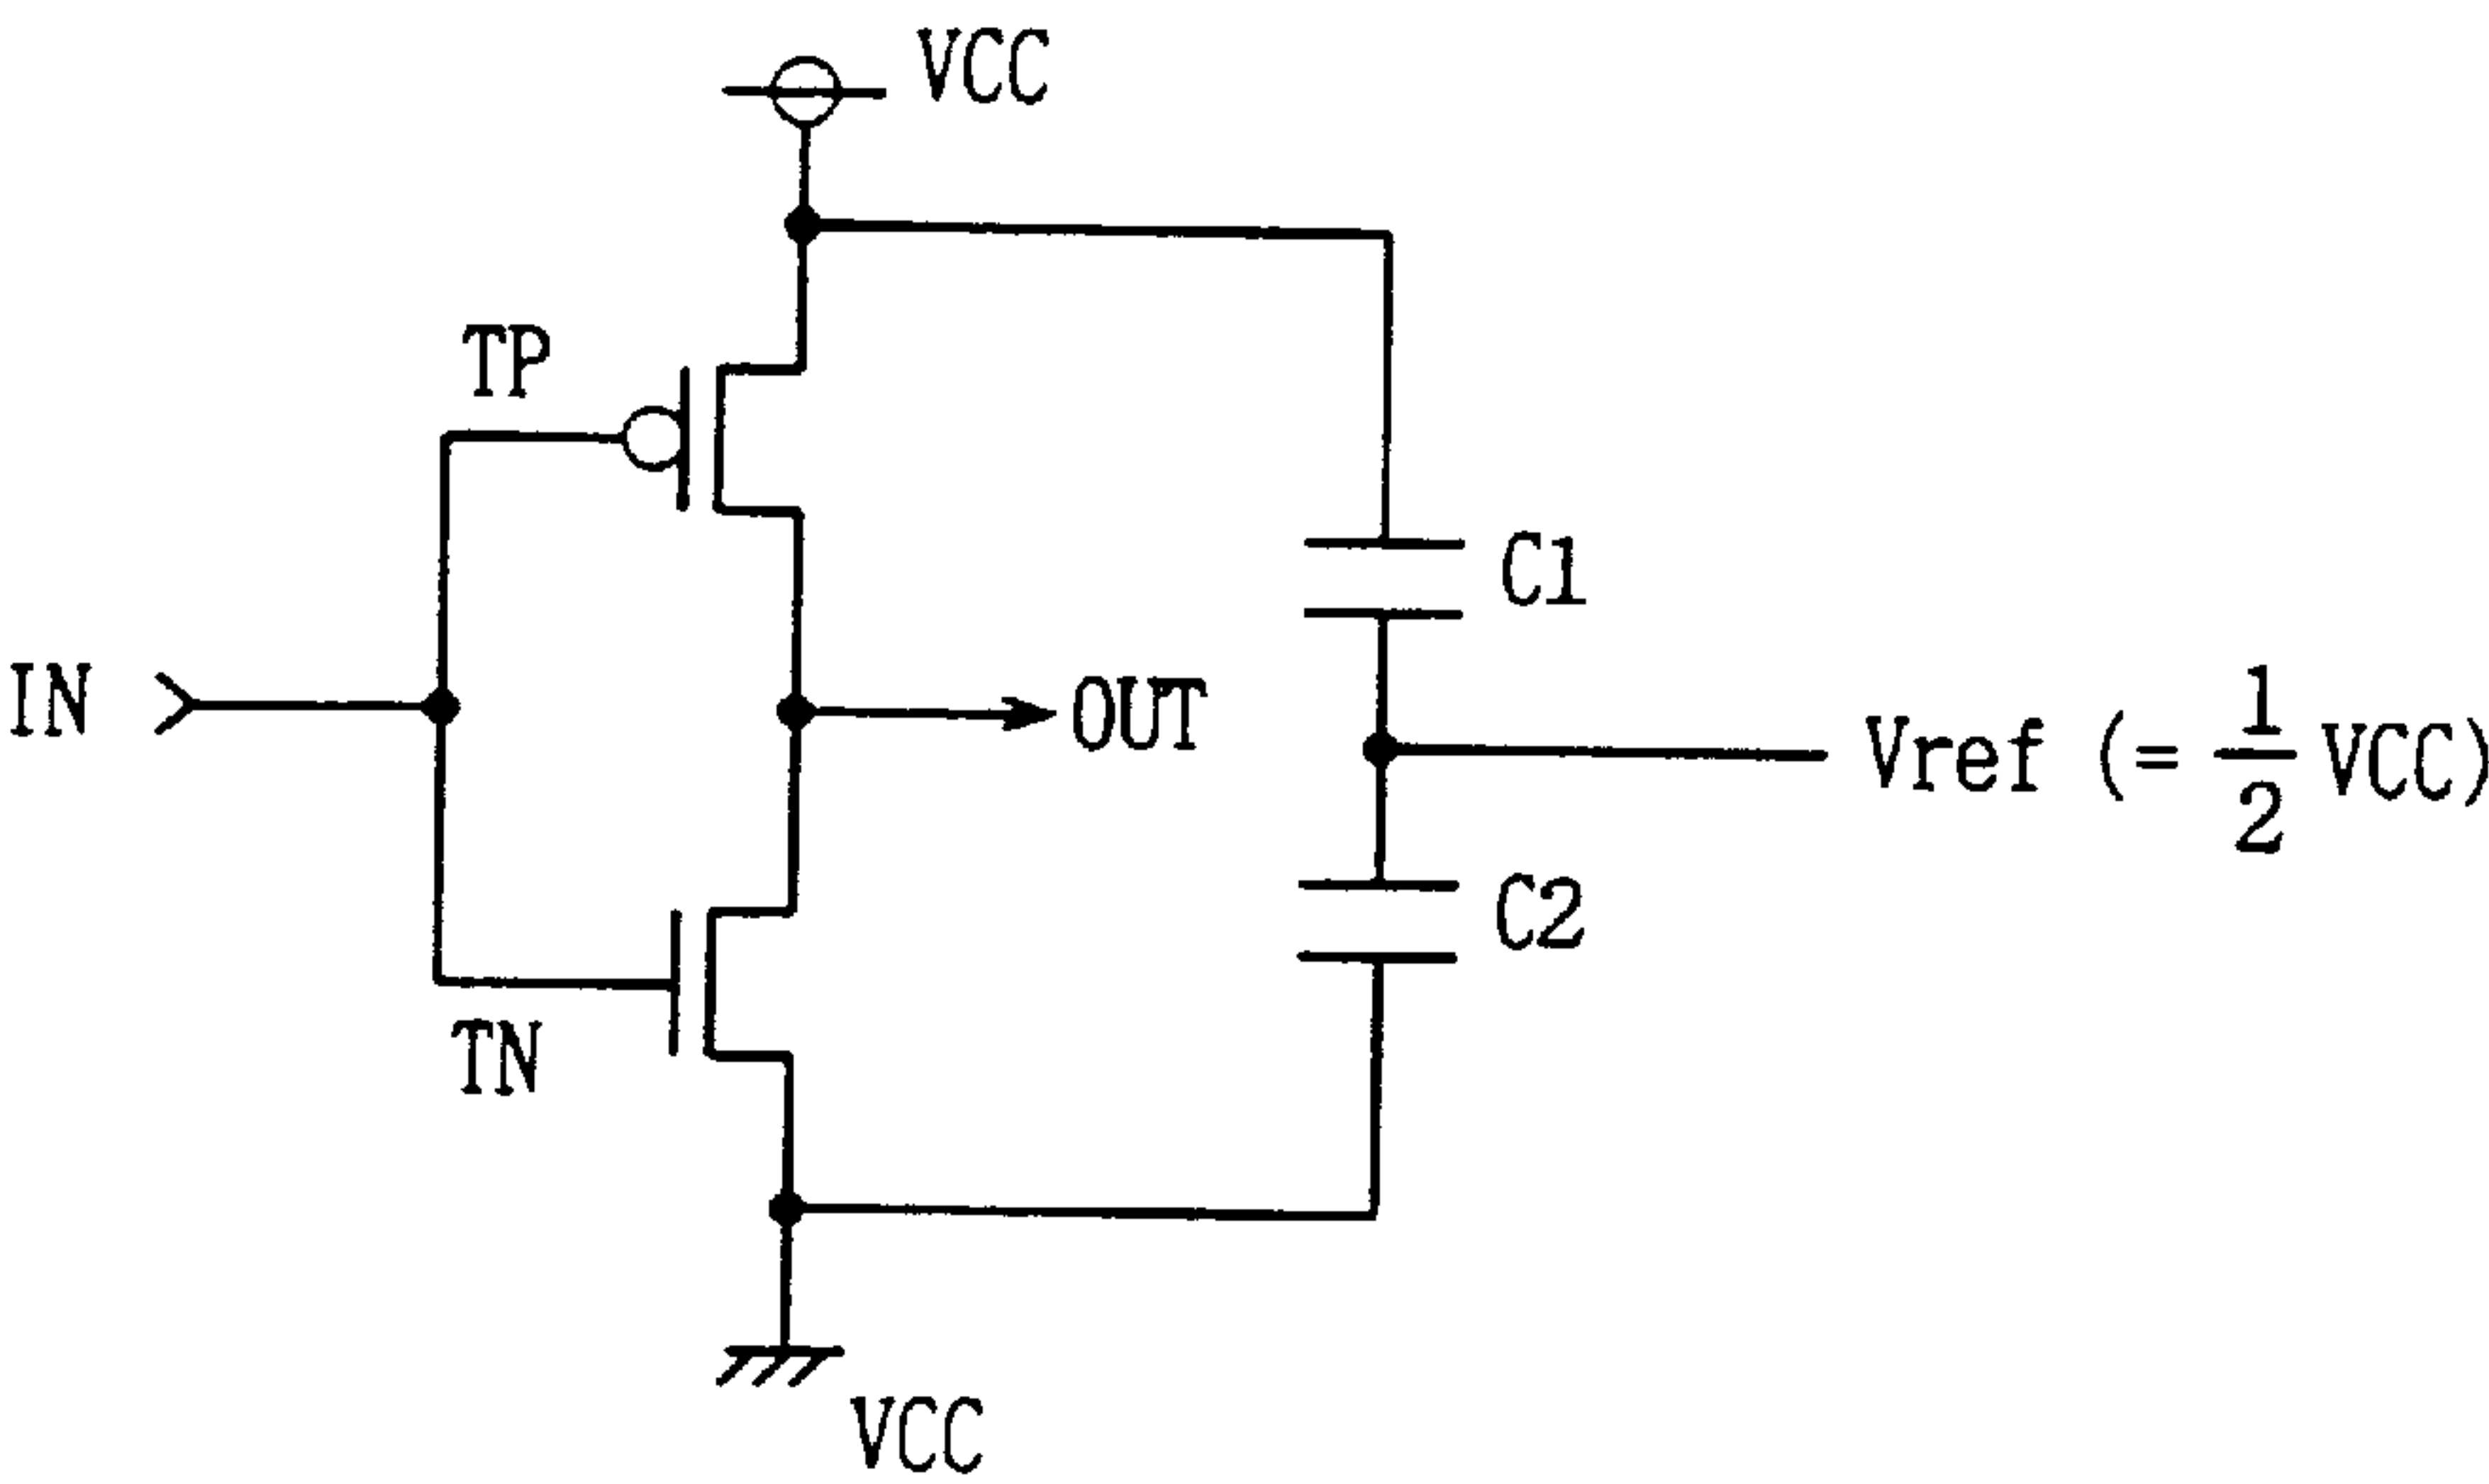 VCC
TP
C1
IN
OUT
Vref (= 1/2 VCC)
C2
TN
VCC